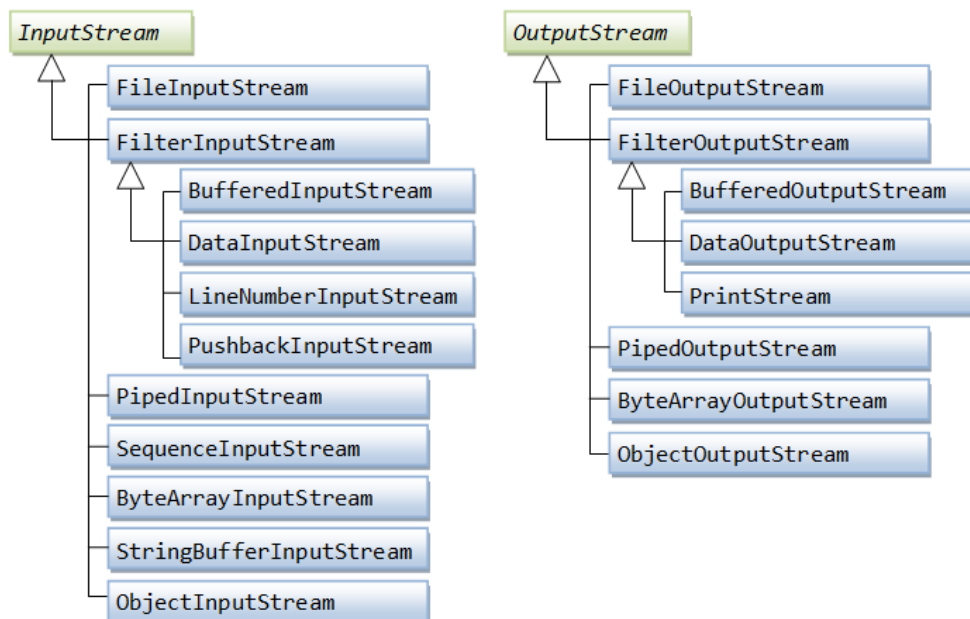 InputStream
FileInputStream
FilterInputStream
BufferedInputStream
DataInputStream
LineNumberInputStream
PushbackInputStream
PipedInputStream
SequenceInputStream
ByteArrayInputStream
StringBufferInputStream
ObjectInputStream
OutputStream
FileOutputStream
FilterOutputStream
BufferedOutputStream
DataOutputStream
PrintStream
PipedOutputStream
ByteArrayOutputStream
ObjectOutputStream